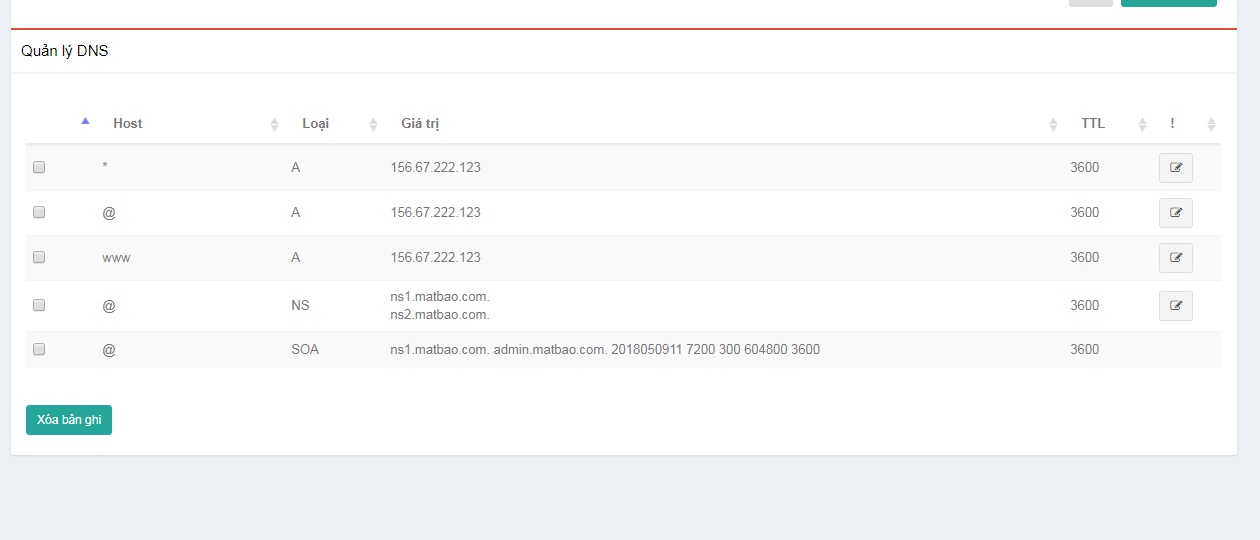 Quản lý DNS
Host Loại Giá trị TTL !
* A 156.67.222.123 3600
@ A 156.67.222.123 3600
www A 156.67.222.123 3600
@ NS ns1.matbao.com. 3600
ns2.matbao.com.
@ SOA ns1.matbao.com. admin.matbao.com. 2018050911 7200 300 604800 3600 3600
Xóa bản ghi